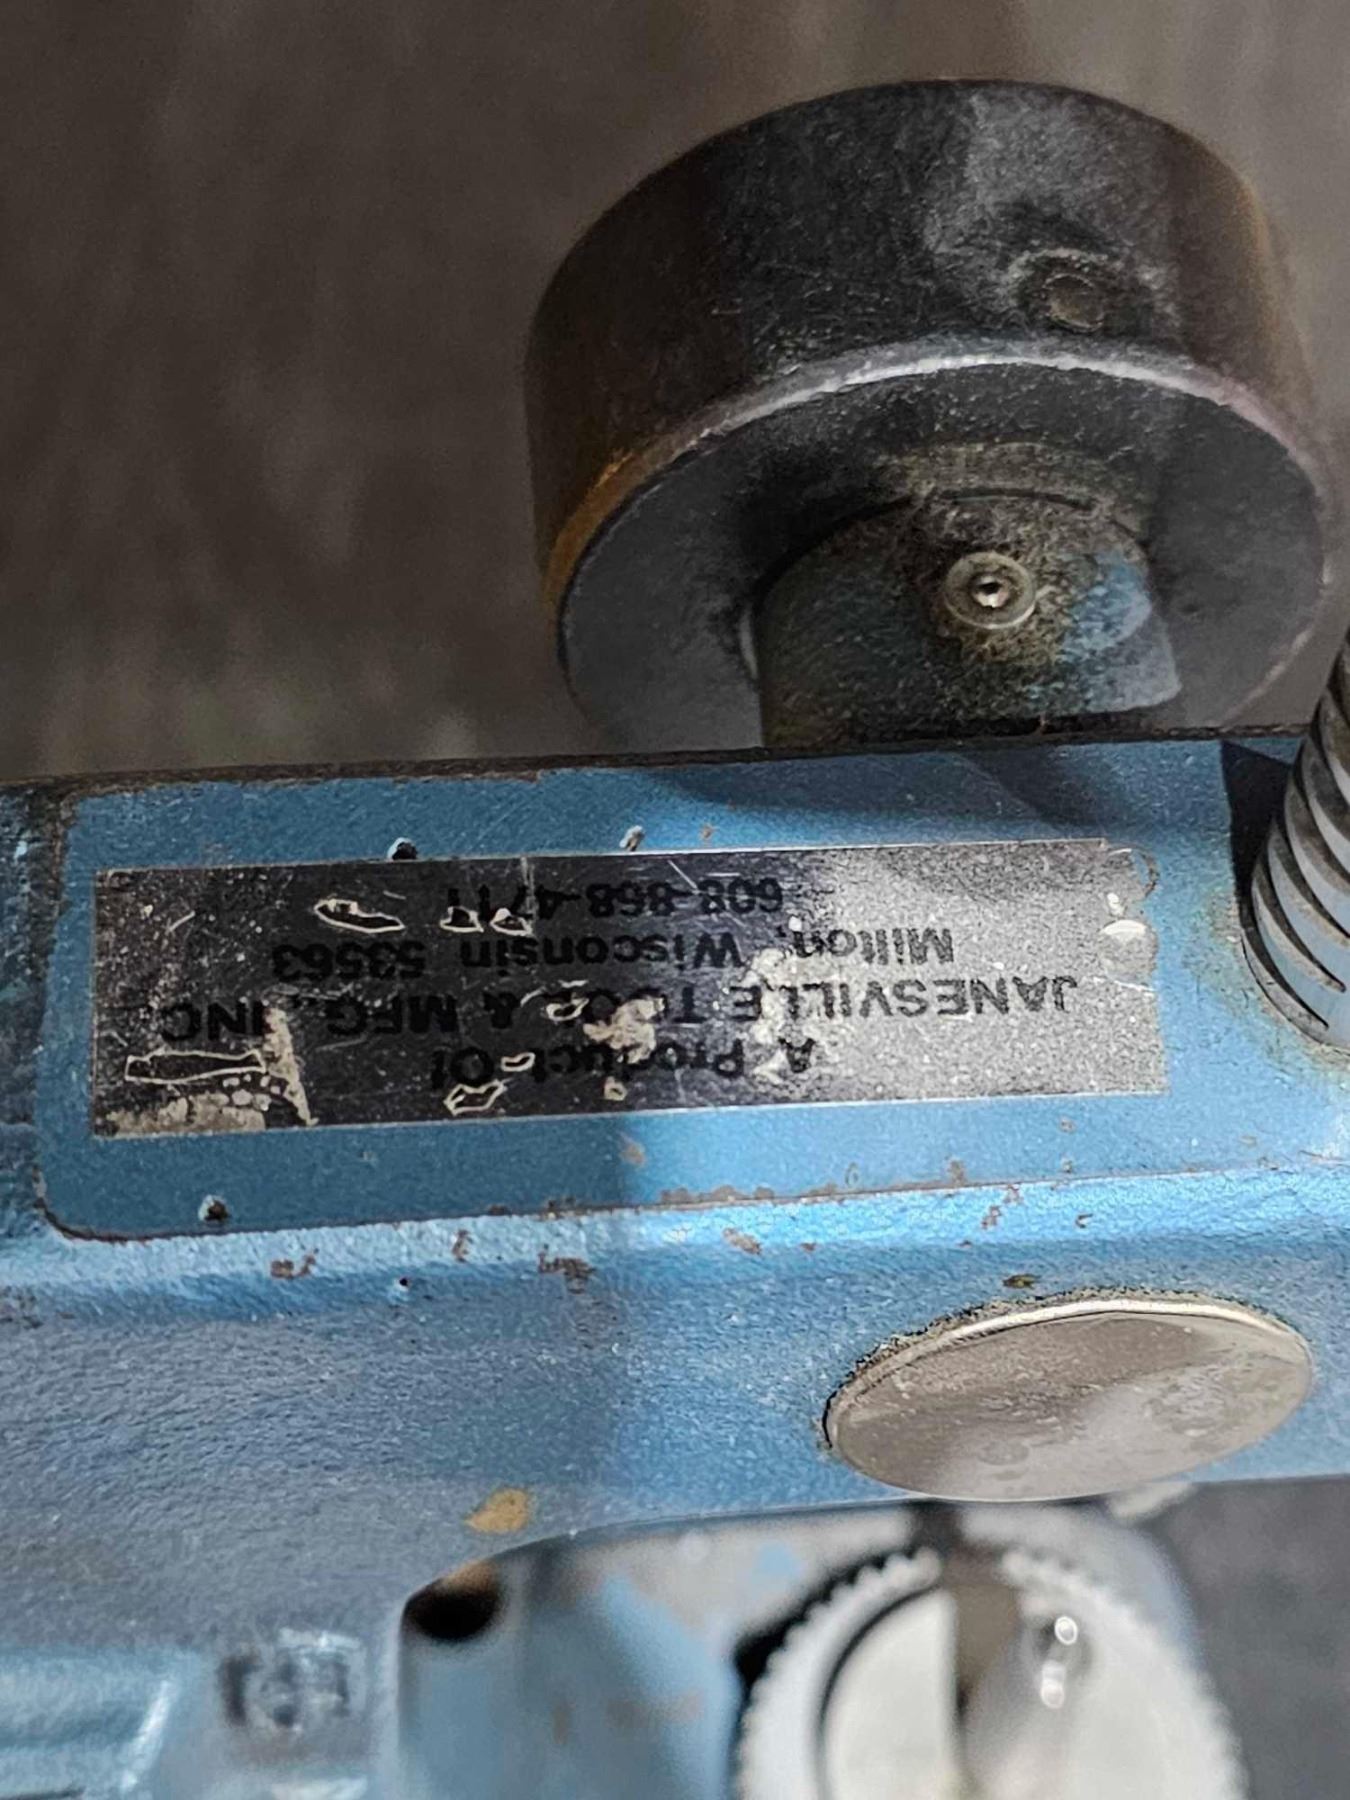 A Product Of
JANESVILLE TOOL & MFG., INC.
Milton, Wisconsin 53563
608-868-4711